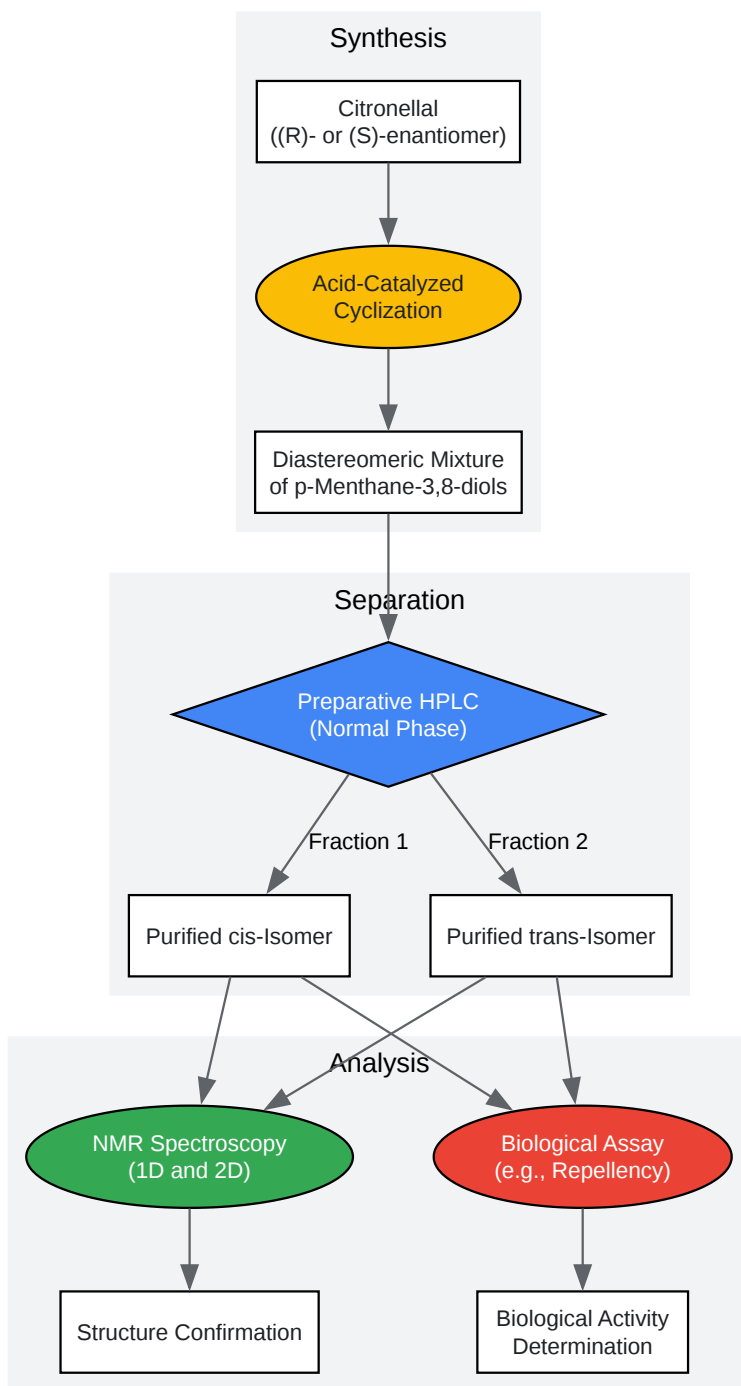 Synthesis
Citronellal
((R)- or (S)-enantiomer)
Acid-Catalyzed
Cyclization
Diastereomeric Mixture
of p-Menthane-3,8-diols
Separation
Preparative HPLC
(Normal Phase)
Fraction 1
Fraction 2
Purified cis-Isomer
Purified trans-Isomer
Analysis
NMR Spectroscopy
(1D and 2D)
Biological Assay
(e.g., Repellency)
Structure Confirmation
Biological Activity
Determination